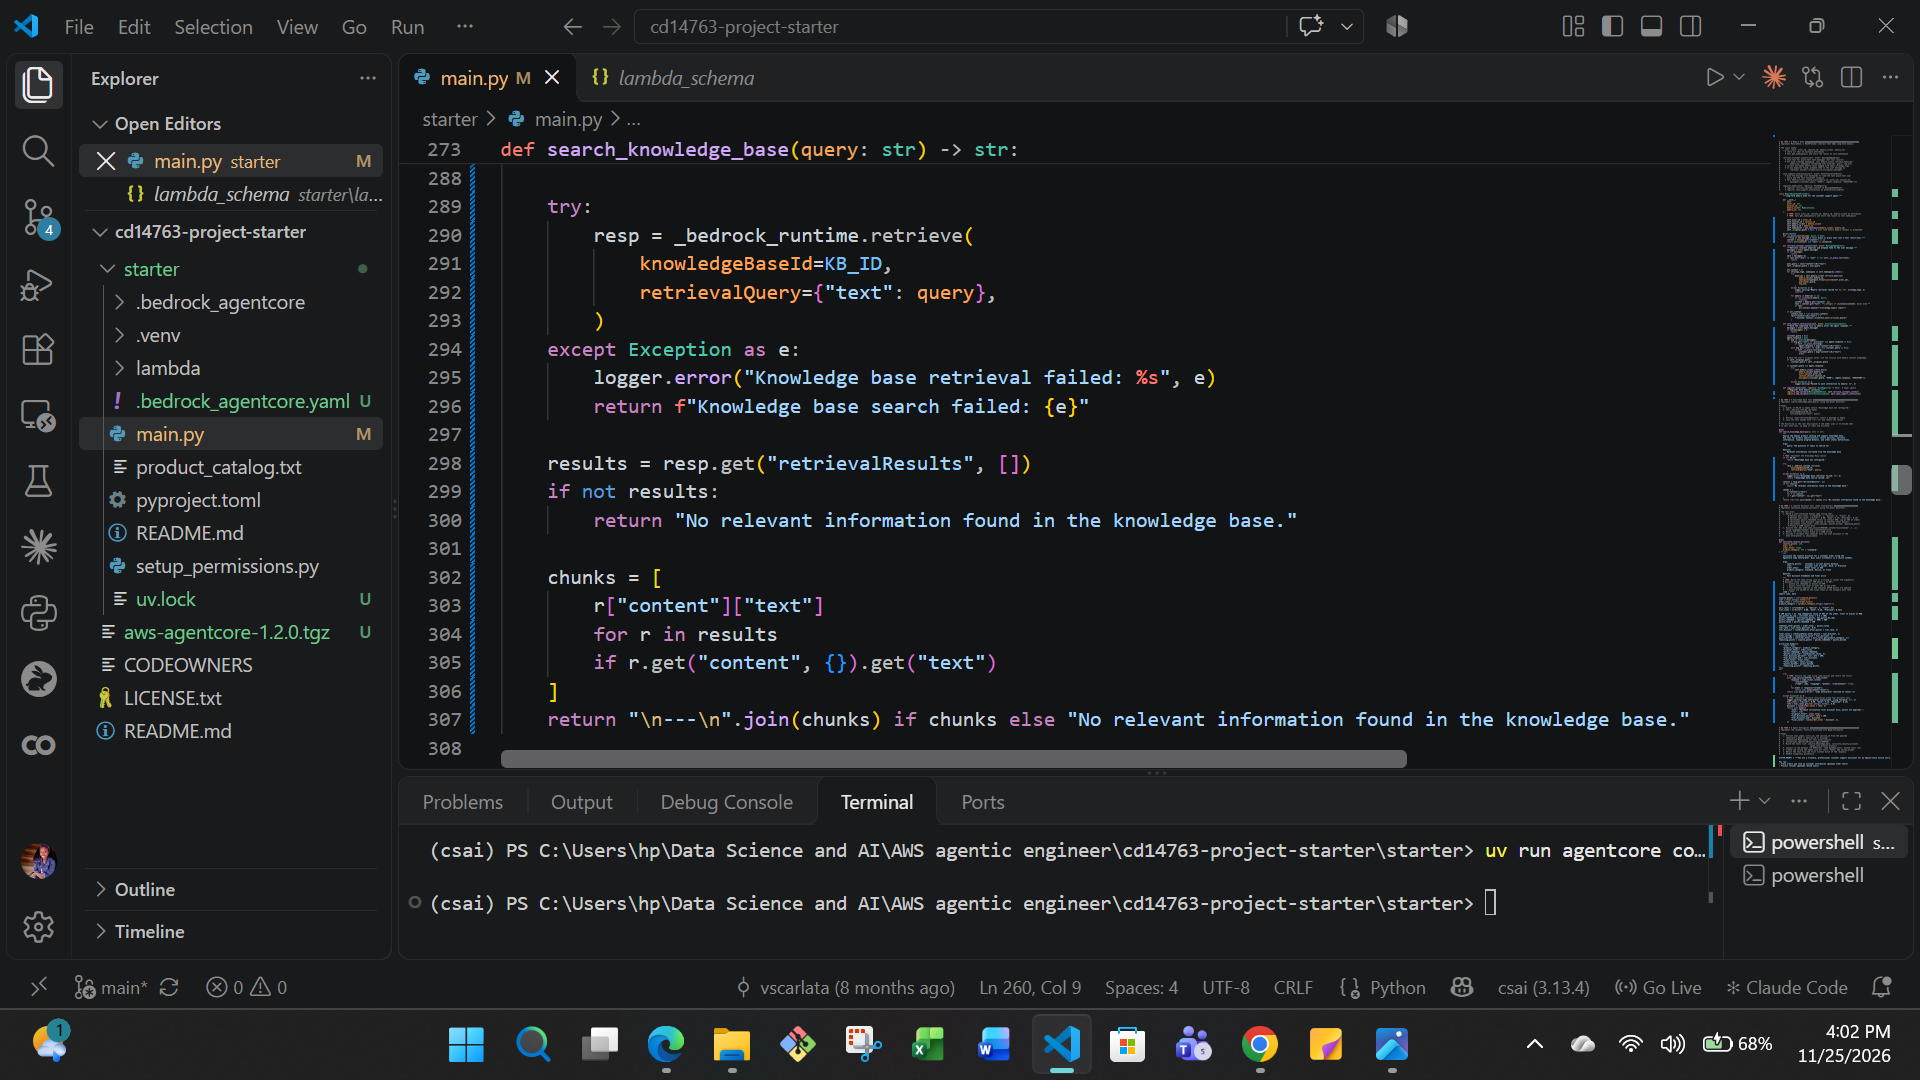 File Edit Selection View Go Run ···
cd14763-project-starter
Explorer
Open Editors
main.py starter M
{} lambda_schema starter\la...
cd14763-project-starter
starter
.bedrock_agentcore
.venv
lambda
! .bedrock_agentcore.yaml U
main.py M
product_catalog.txt
pyproject.toml
README.md
setup_permissions.py
uv.lock U
aws-agentcore-1.2.0.tgz U
CODEOWNERS
LICENSE.txt
README.md
Outline
Timeline
4
main.py M
{} lambda_schema
starter > main.py > ...
273 def search_knowledge_base(query: str) -> str:
288
289 try:
290 resp = _bedrock_runtime.retrieve(
291 knowledgeBaseId=KB_ID,
292 retrievalQuery={"text": query},
293 )
294 except Exception as e:
295 logger.error("Knowledge base retrieval failed: %s", e)
296 return f"Knowledge base search failed: {e}"
297
298 results = resp.get("retrievalResults", [])
299 if not results:
300 return "No relevant information found in the knowledge base."
301
302 chunks = [
303 r["content"]["text"]
304 for r in results
305 if r.get("content", {}).get("text")
306 ]
307 return "\n---\n".join(chunks) if chunks else "No relevant information found in the knowledge base."
308
Problems Output Debug Console Terminal Ports
(csai) PS C:\Users\hp\Data Science and AI\AWS agentic engineer\cd14763-project-starter\starter> uv run agentcore co...
(csai) PS C:\Users\hp\Data Science and AI\AWS agentic engineer\cd14763-project-starter\starter>
powershell s...
powershell
main* 0 0
vscarlata (8 months ago) Ln 260, Col 9 Spaces: 4 UTF-8 CRLF {} Python csai (3.13.4) Go Live Claude Code
1
68%
4:02 PM
11/25/2026